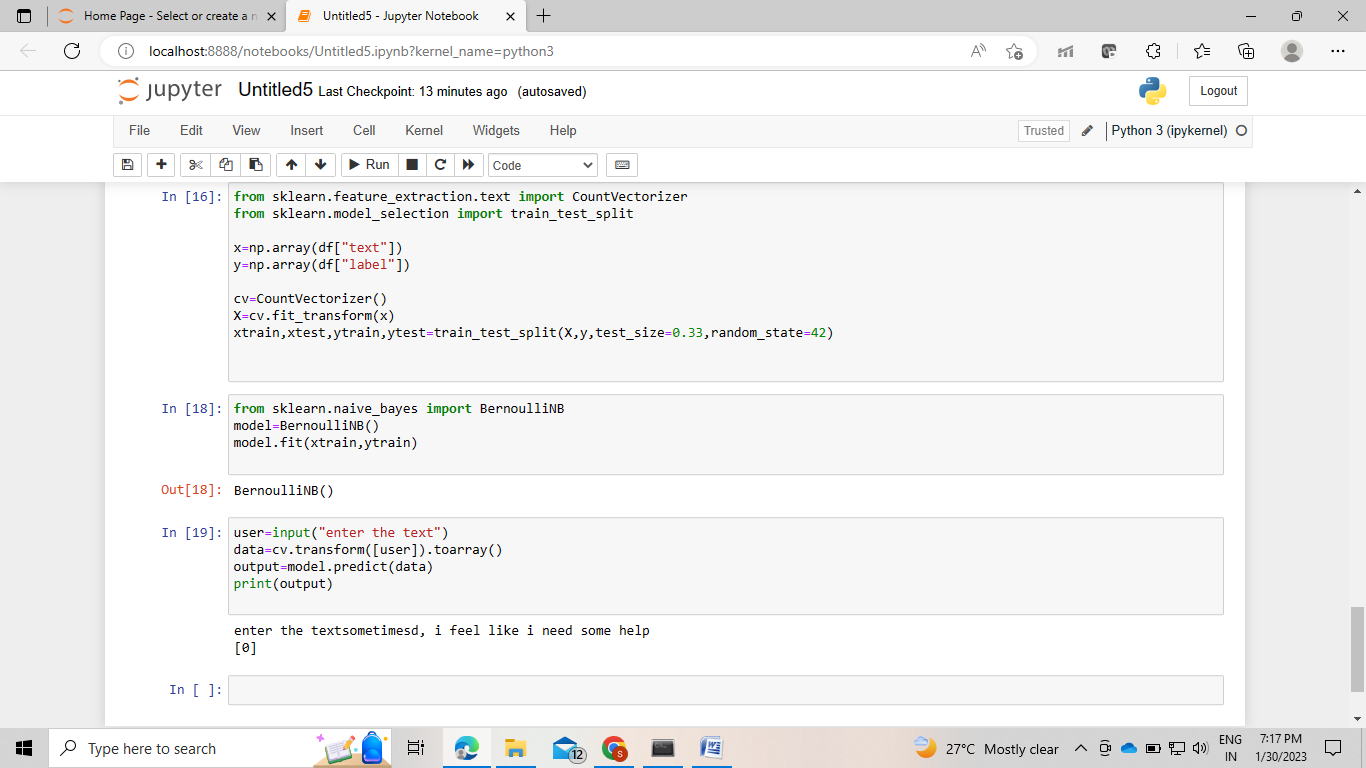 Home Page - Select or create a n
Untitled5 - Jupyter Notebook
localhost:8888/notebooks/Untitled5.ipynb?kernel_name=python3
jupyter Untitled5 Last Checkpoint: 13 minutes ago (autosaved)
Logout
File Edit View Insert Cell Kernel Widgets Help
Trusted Python 3 (ipykernel)
Run Code
In [16]: from sklearn.feature_extraction.text import CountVectorizer
from sklearn.model_selection import train_test_split
x=np.array(df["text"])
y=np.array(df["label"])
cv=CountVectorizer()
X=cv.fit_transform(x)
xtrain,xtest,ytrain,ytest=train_test_split(X,y,test_size=0.33,random_state=42)
In [18]: from sklearn.naive_bayes import BernoulliNB
model=BernoulliNB()
model.fit(xtrain,ytrain)
Out[18]: BernoulliNB()
In [19]: user=input("enter the text")
data=cv.transform([user]).toarray()
output=model.predict(data)
print(output)
enter the textsometimesd, i feel like i need some help
[0]
In [ ]:
Type here to search
12
S
27°C Mostly clear
ENG
IN
7:17 PM
1/30/2023